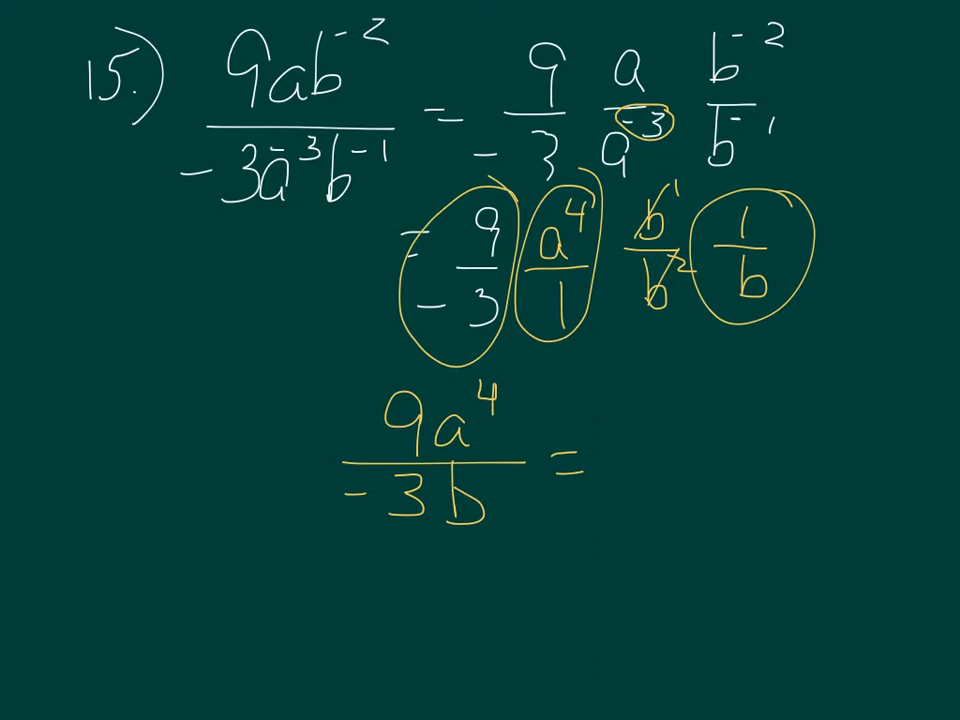 15.) 9ab⁻² / -3a⁻³b⁻¹ = 9/-3 a/a⁻³ b⁻²/b⁻¹
= 9/-3 a⁴/1 b¹/b² 1/b
9a⁴ / -3b =